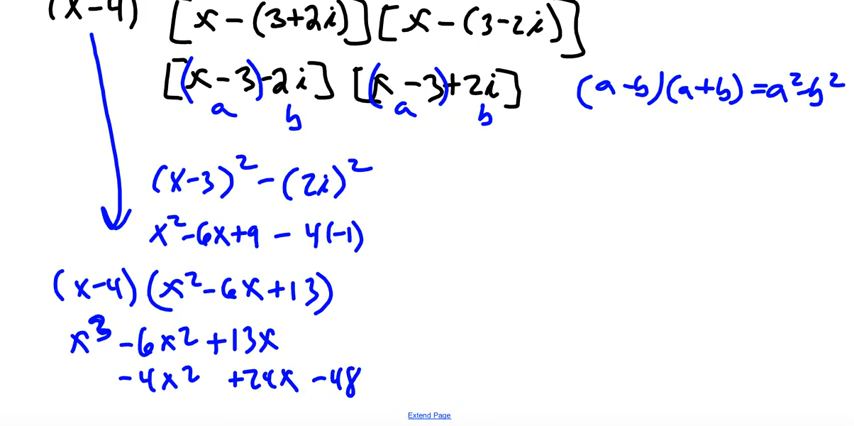 (x-4) [x-(3+2i)][x-(3-2i)]
[(x-3)-2i] [(x-3)+2i] (a-b)(a+b)=a²-b²
a b a b
(x-3)² - (2i)²
x²-6x+9 - 4(-1)
(x-4)(x²-6x+13)
x³ -6x² +13x
-4x² +24x -48
Extend Page